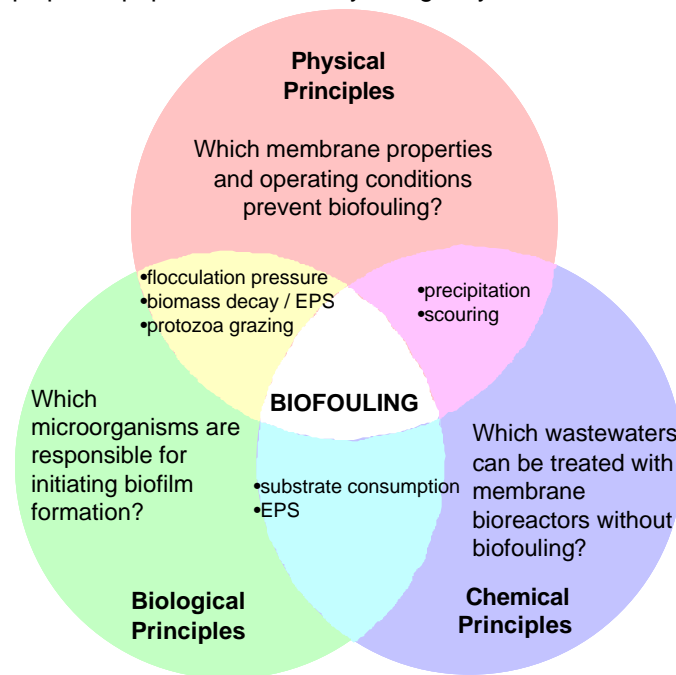 Physical
Principles
Which membrane properties
and operating conditions
prevent biofouling?
•flocculation pressure
•biomass decay / EPS
•protozoa grazing
•precipitation
•scouring
BIOFOULING
Which
microorganisms are
responsible for
initiating biofilm
formation?
•substrate consumption
•EPS
Which wastewaters
can be treated with
membrane
bioreactors without
biofouling?
Biological
Principles
Chemical
Principles